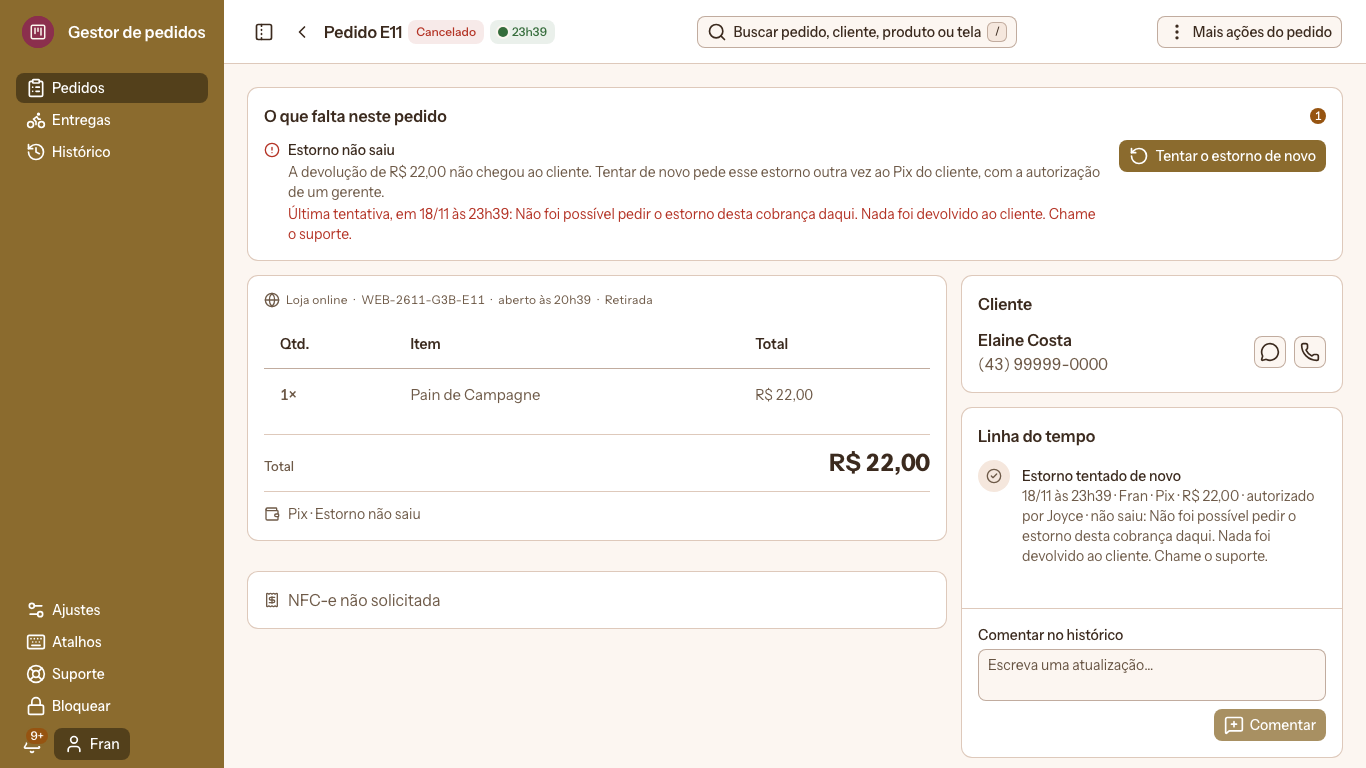 Gestor de pedidos
Pedidos
Entregas
Histórico
Ajustes
Atalhos
Suporte
Bloquear
9+
Fran
Pedido E11
Cancelado
23h39
Buscar pedido, cliente, produto ou tela /
Mais ações do pedido
O que falta neste pedido
1
Estorno não saiu
A devolução de R$ 22,00 não chegou ao cliente. Tentar de novo pede esse estorno outra vez ao Pix do cliente, com a autorização
de um gerente.
Última tentativa, em 18/11 às 23h39: Não foi possível pedir o estorno desta cobrança daqui. Nada foi devolvido ao cliente. Chame
o suporte.
Tentar o estorno de novo
Loja online · WEB-2611-G3B-E11 · aberto às 20h39 · Retirada
Qtd. Item Total
1× Pain de Campagne R$ 22,00
Total R$ 22,00
Pix · Estorno não saiu
NFC-e não solicitada
Cliente
Elaine Costa
(43) 99999-0000
Linha do tempo
Estorno tentado de novo
18/11 às 23h39 · Fran · Pix · R$ 22,00 · autorizado
por Joyce · não saiu: Não foi possível pedir o
estorno desta cobrança daqui. Nada foi
devolvido ao cliente. Chame o suporte.
Comentar no histórico
Escreva uma atualização...
Comentar